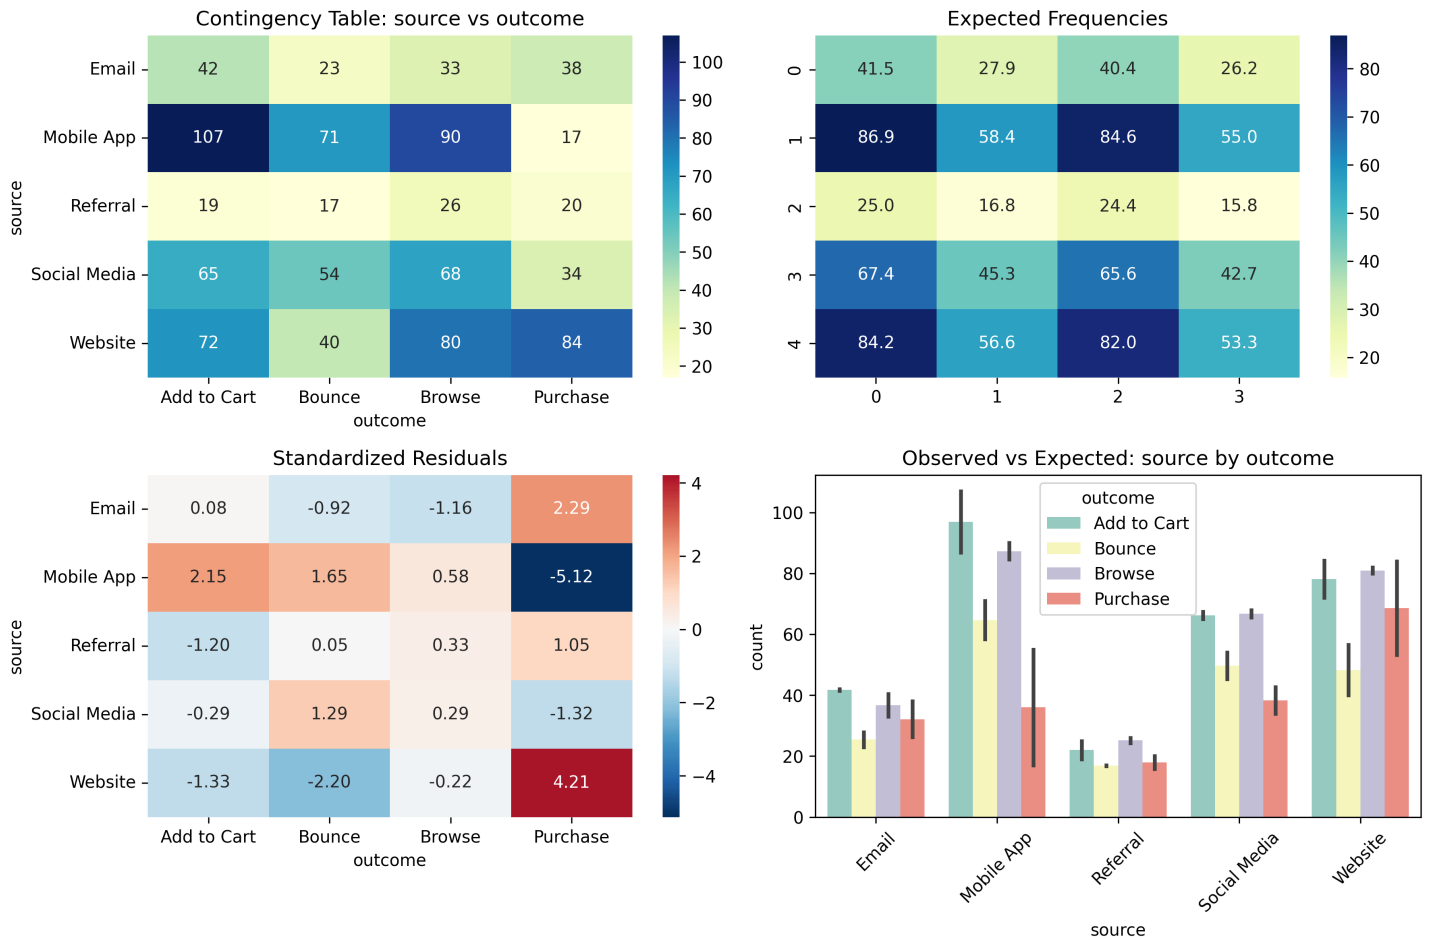 Contingency Table: source vs outcome
source
Email 42 23 33 38
Mobile App 107 71 90 17
Referral 19 17 26 20
Social Media 65 54 68 34
Website 72 40 80 84
Add to Cart Bounce Browse Purchase
outcome
100
90
80
70
60
50
40
30
20
Expected Frequencies
0 41.5 27.9 40.4 26.2
1 86.9 58.4 84.6 55.0
2 25.0 16.8 24.4 15.8
3 67.4 45.3 65.6 42.7
4 84.2 56.6 82.0 53.3
0 1 2 3
80
70
60
50
40
30
20
Standardized Residuals
source
Email 0.08 -0.92 -1.16 2.29
Mobile App 2.15 1.65 0.58 -5.12
Referral -1.20 0.05 0.33 1.05
Social Media -0.29 1.29 0.29 -1.32
Website -1.33 -2.20 -0.22 4.21
Add to Cart Bounce Browse Purchase
outcome
4
2
0
−2
−4
Observed vs Expected: source by outcome
count
100
80
60
40
20
0
outcome
Add to Cart
Bounce
Browse
Purchase
Email Mobile App Referral Social Media Website
source